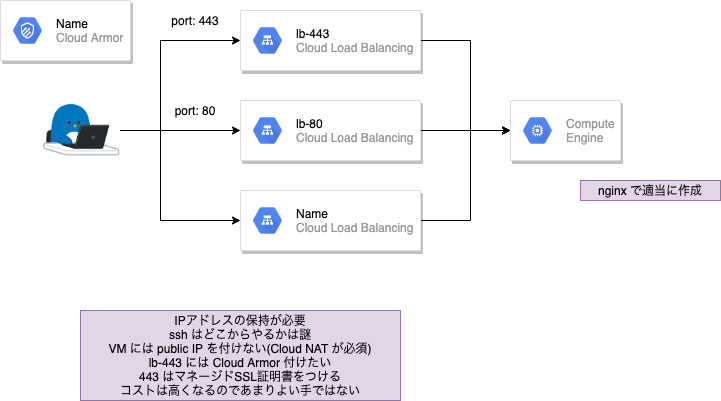 Name
Cloud Armor
port: 443
lb-443
Cloud Load Balancing
port: 80
lb-80
Cloud Load Balancing
Compute
Engine
nginx で適当に作成
Name
Cloud Load Balancing
IPアドレスの保持が必要
ssh はどこからやるかは謎
VM には public IP を付けない(Cloud NAT が必須)
lb-443 には Cloud Armor 付けたい
443 はマネージドSSL証明書をつける
コストは高くなるのであまりよい手ではない